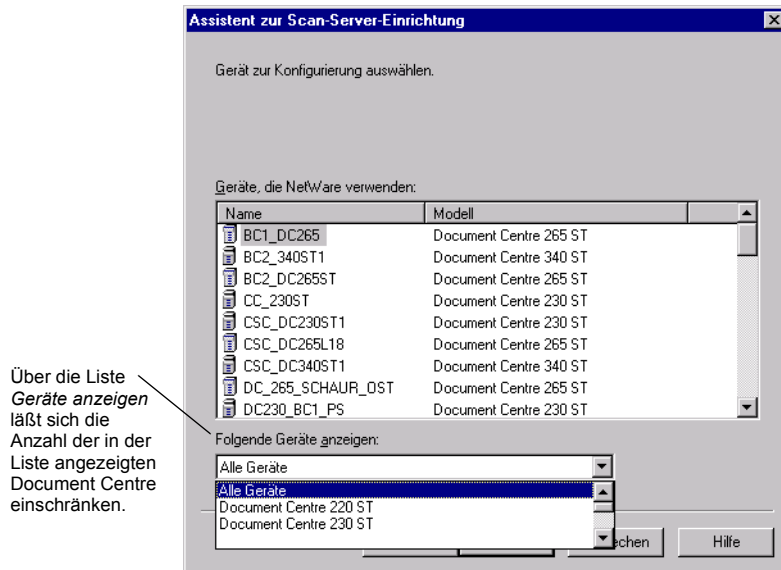 Assistent zur Scan-Server-Einrichtung
Gerät zur Konfigurierung auswählen.
Geräte, die NetWare verwenden:
Name Modell
BC1_DC265 Document Centre 265 ST
BC2_340ST1 Document Centre 340 ST
BC2_DC265ST Document Centre 265 ST
CC_230ST Document Centre 230 ST
CSC_DC230ST1 Document Centre 230 ST
CSC_DC265L18 Document Centre 265 ST
CSC_DC340ST1 Document Centre 340 ST
DC_265_SCHAUR_OST Document Centre 265 ST
DC230_BC1_PS Document Centre 230 ST
Über die Liste
Geräte anzeigen
läßt sich die
Anzahl der in der
Liste angezeigten
Document Centre
einschränken.
Folgende Geräte anzeigen:
Alle Geräte
Alle Geräte
Document Centre 220 ST
Document Centre 230 ST
echen Hilfe